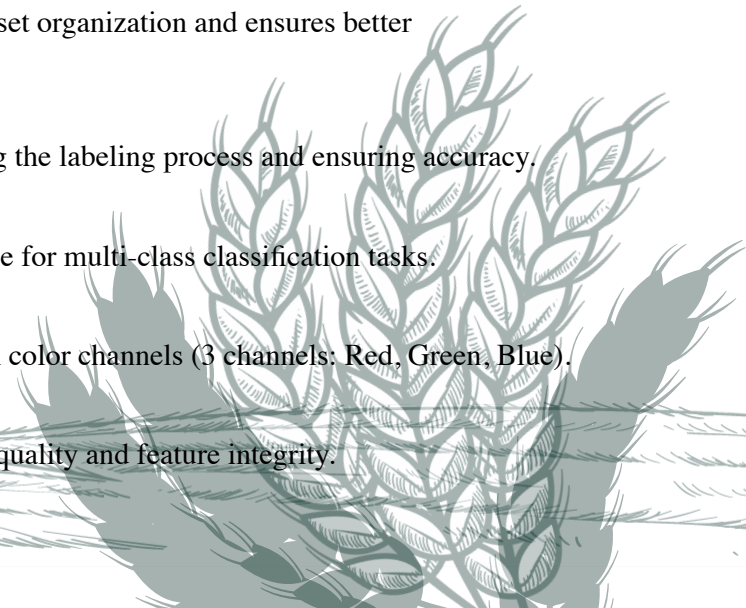 set organization and ensures better
g the labeling process and ensuring accuracy.
e for multi-class classification tasks.
color channels (3 channels: Red, Green, Blue).
quality and feature integrity.